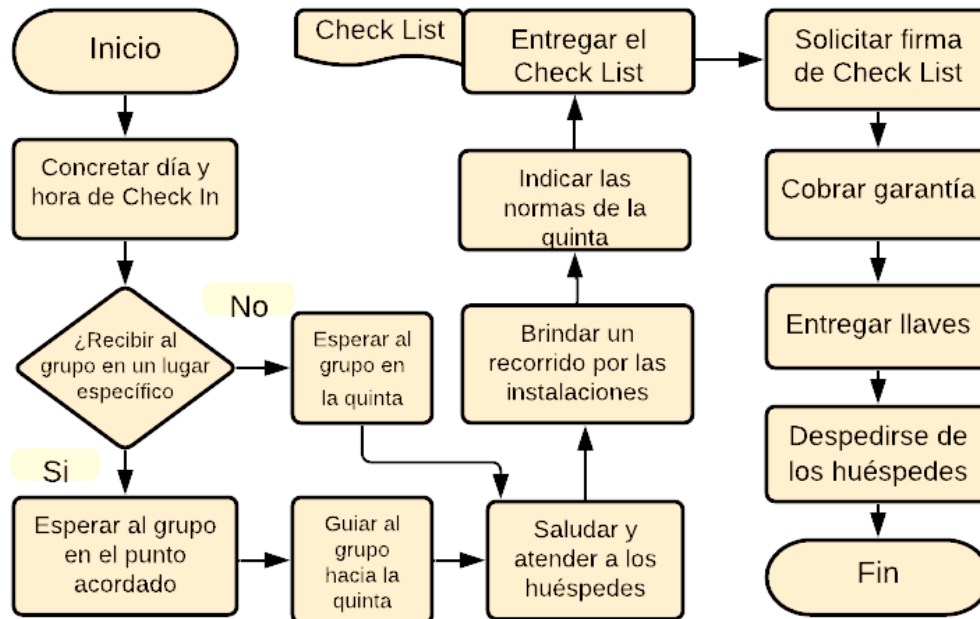 Inicio
Concretar día y
hora de Check In
¿Recibir al
grupo en un lugar
específico
No
Esperar al
grupo en
la quinta
Si
Esperar al grupo
en el punto
acordado
Guiar al
grupo
hacia la
quinta
Saludar y
atender a los
huéspedes
Brindar un
recorrido por las
instalaciones
Indicar las
normas de la
quinta
Check List
Entregar el
Check List
Solicitar firma
de Check List
Cobrar garantía
Entregar llaves
Despedirse de
los huéspedes
Fin